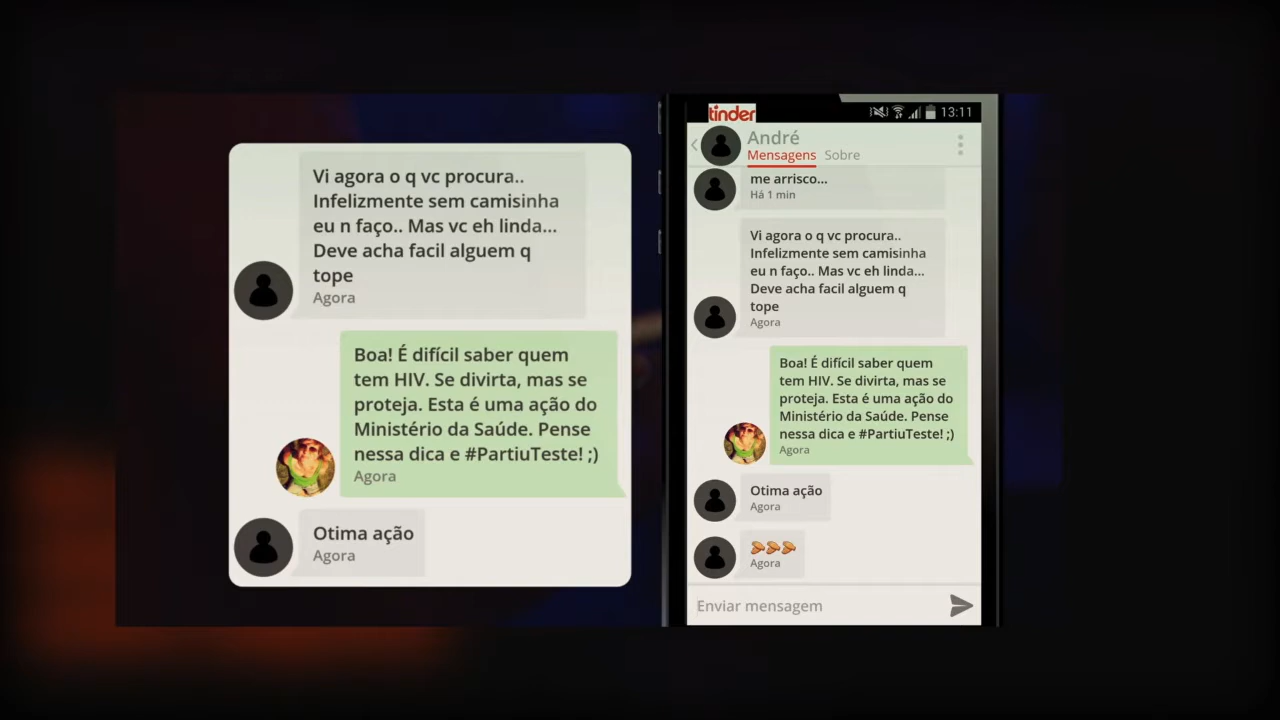 Vi agora o q vc procura..
Infelizmente sem camisinha
eu n faço.. Mas vc eh linda...
Deve acha facil alguem q
tope
Agora
Boa! É difícil saber quem
tem HIV. Se divirta, mas se
proteja. Esta é uma ação do
Ministério da Saúde. Pense
nessa dica e #PartiuTeste! ;)
Agora
Otima ação
Agora
tinder
13:11
André
Mensagens Sobre
me arrisco...
Há 1 min
Vi agora o q vc procura..
Infelizmente sem camisinha
eu n faço.. Mas vc eh linda...
Deve acha facil alguem q
tope
Agora
Boa! É difícil saber quem
tem HIV. Se divirta, mas se
proteja. Esta é uma ação do
Ministério da Saúde. Pense
nessa dica e #PartiuTeste! ;)
Agora
Otima ação
Agora
Agora
Enviar mensagem